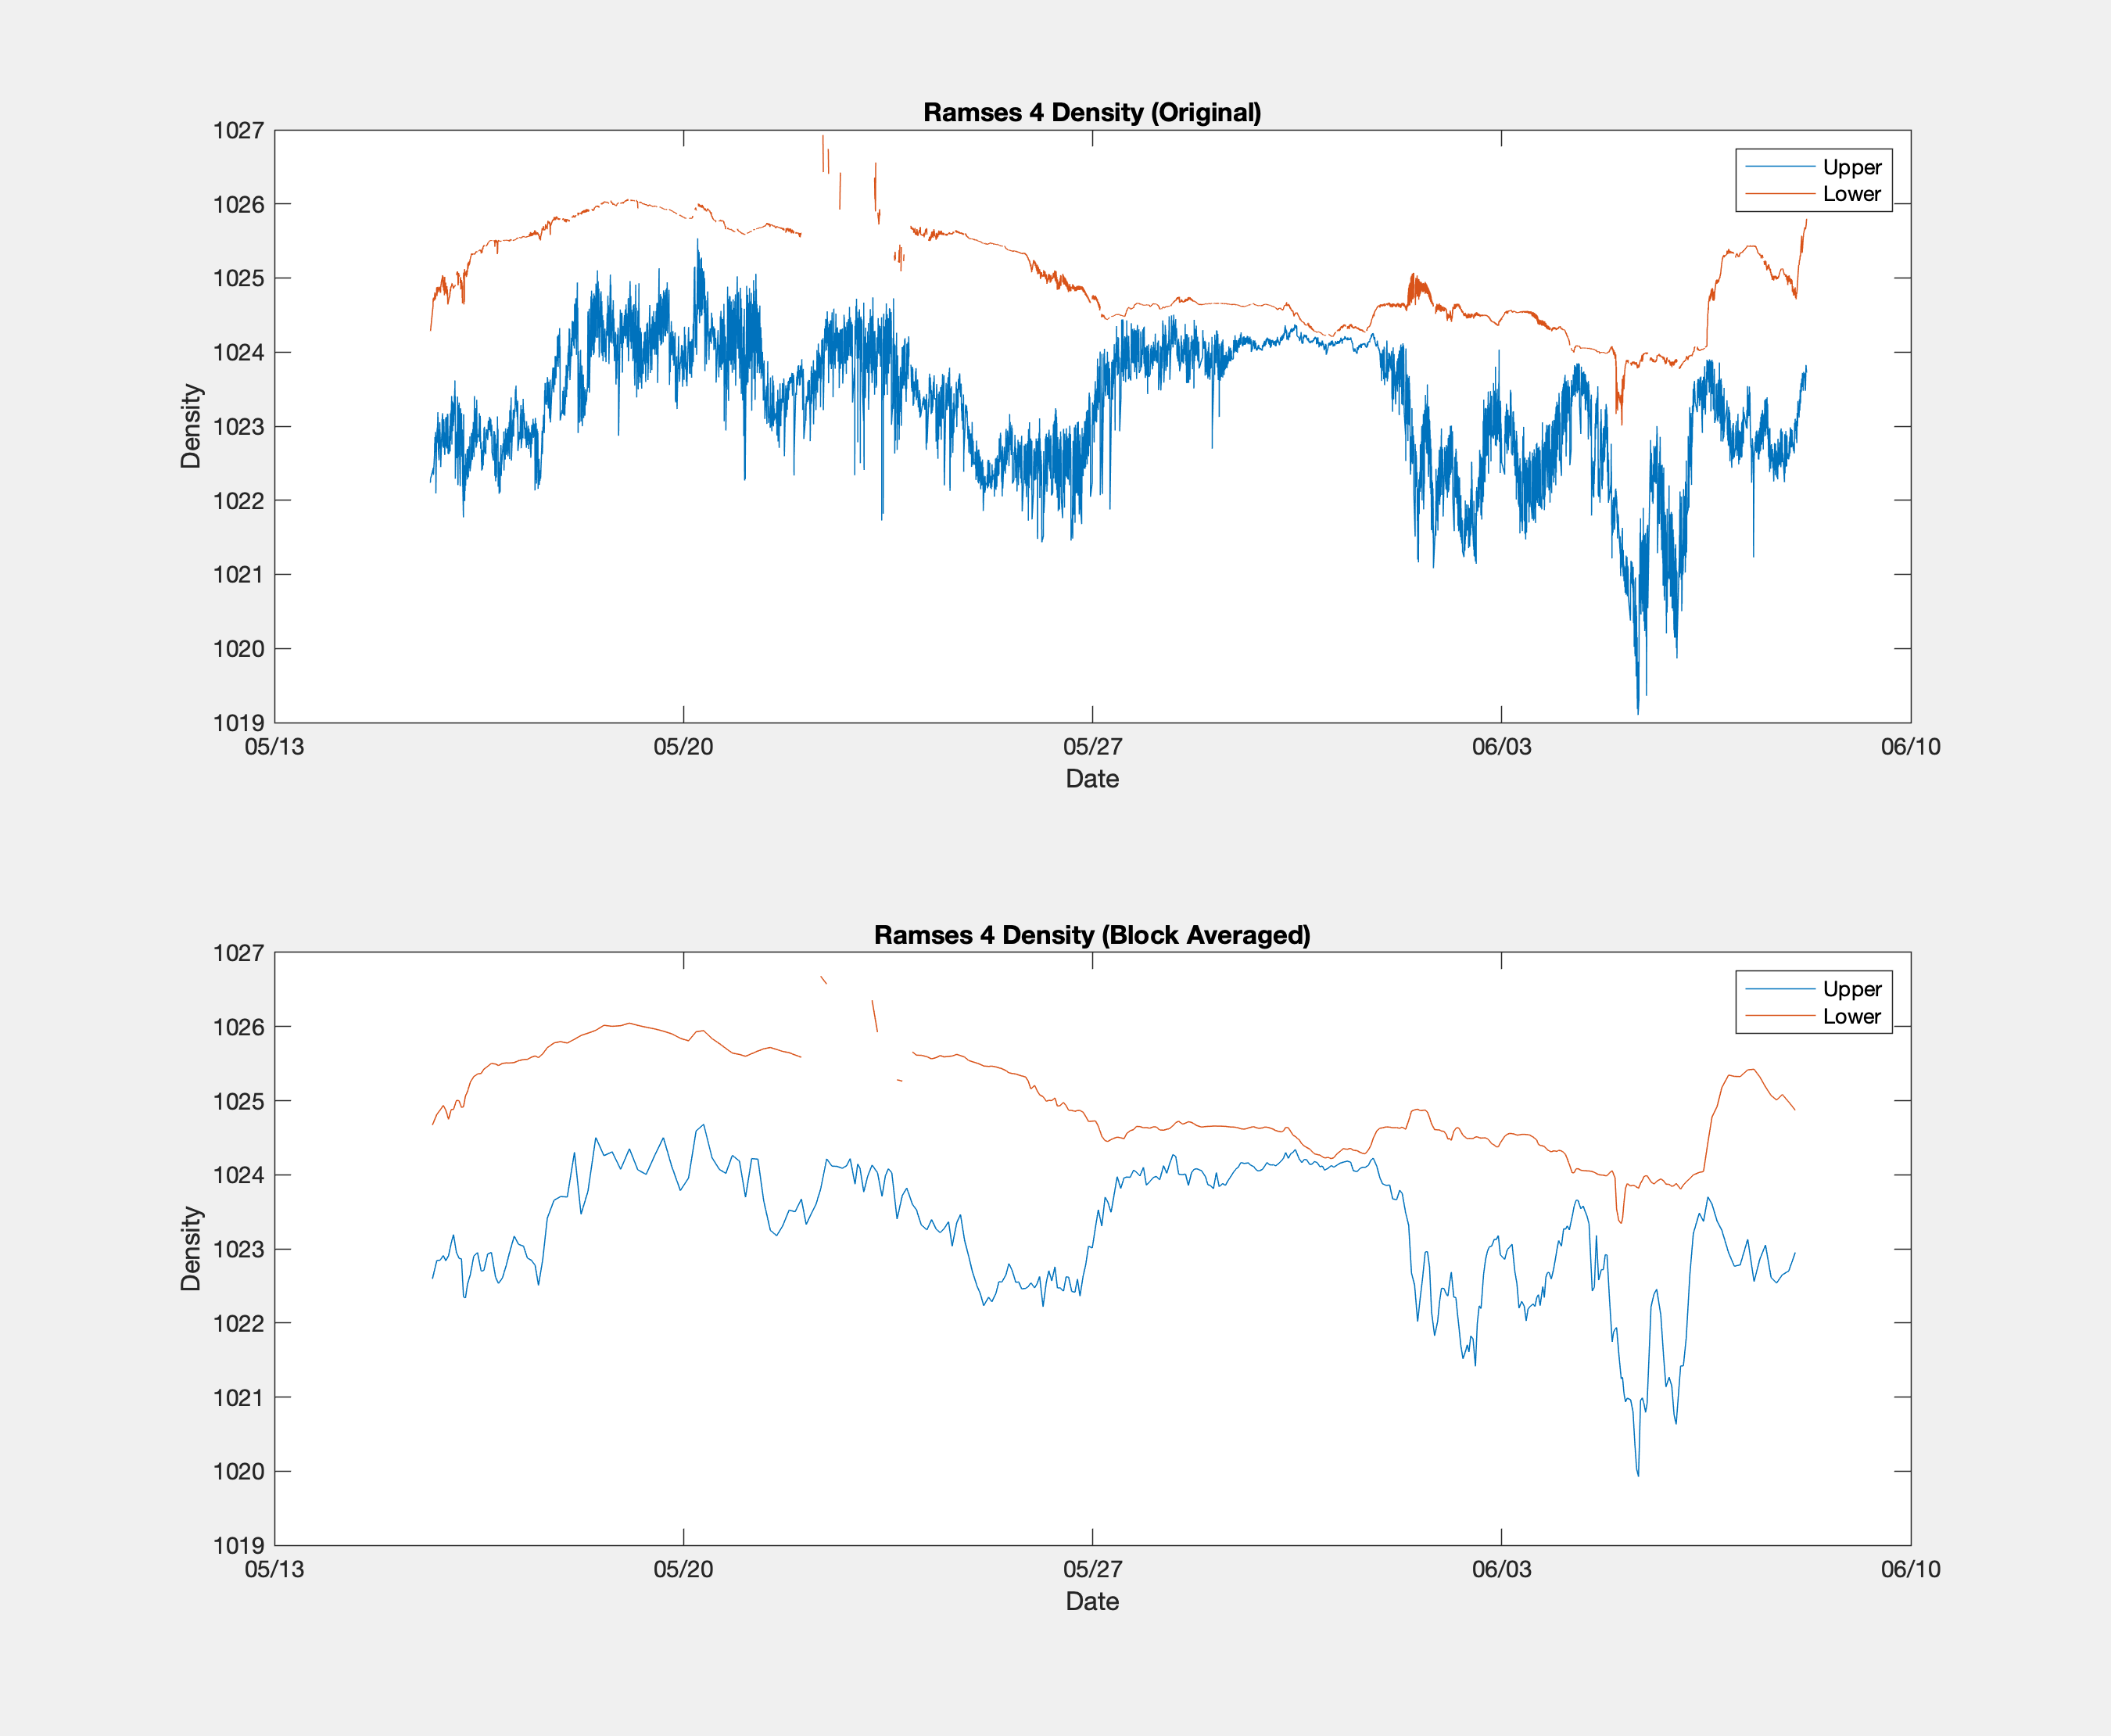 Ramses 4 Density (Original)
1027
1026
1025
1024
1023
1022
1021
1020
1019
Density
Upper
Lower
05/13 05/20 05/27 06/03 06/10
Date
Ramses 4 Density (Block Averaged)
1027
1026
1025
1024
1023
1022
1021
1020
1019
Density
Upper
Lower
05/13 05/20 05/27 06/03 06/10
Date